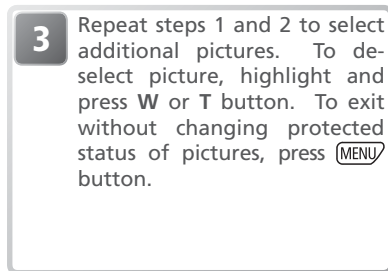 3
Repeat steps 1 and 2 to select
additional pictures. To de-
select picture, highlight and
press W or T button. To exit
without changing protected
status of pictures, press MENU
button.